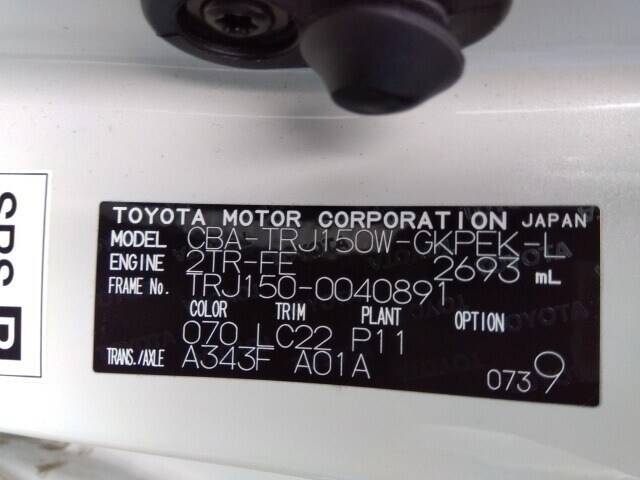 TOYOTA MOTOR CORPORATION JAPAN
MODEL CBA-TRJ150W-GKPEK-L
ENGINE 2TR-FE 2693 mL
FRAME No. TRJ150-0040891
COLOR TRIM PLANT OPTION
070 LC22 P11
TRANS./AXLE A343F A01A
0739
SRS